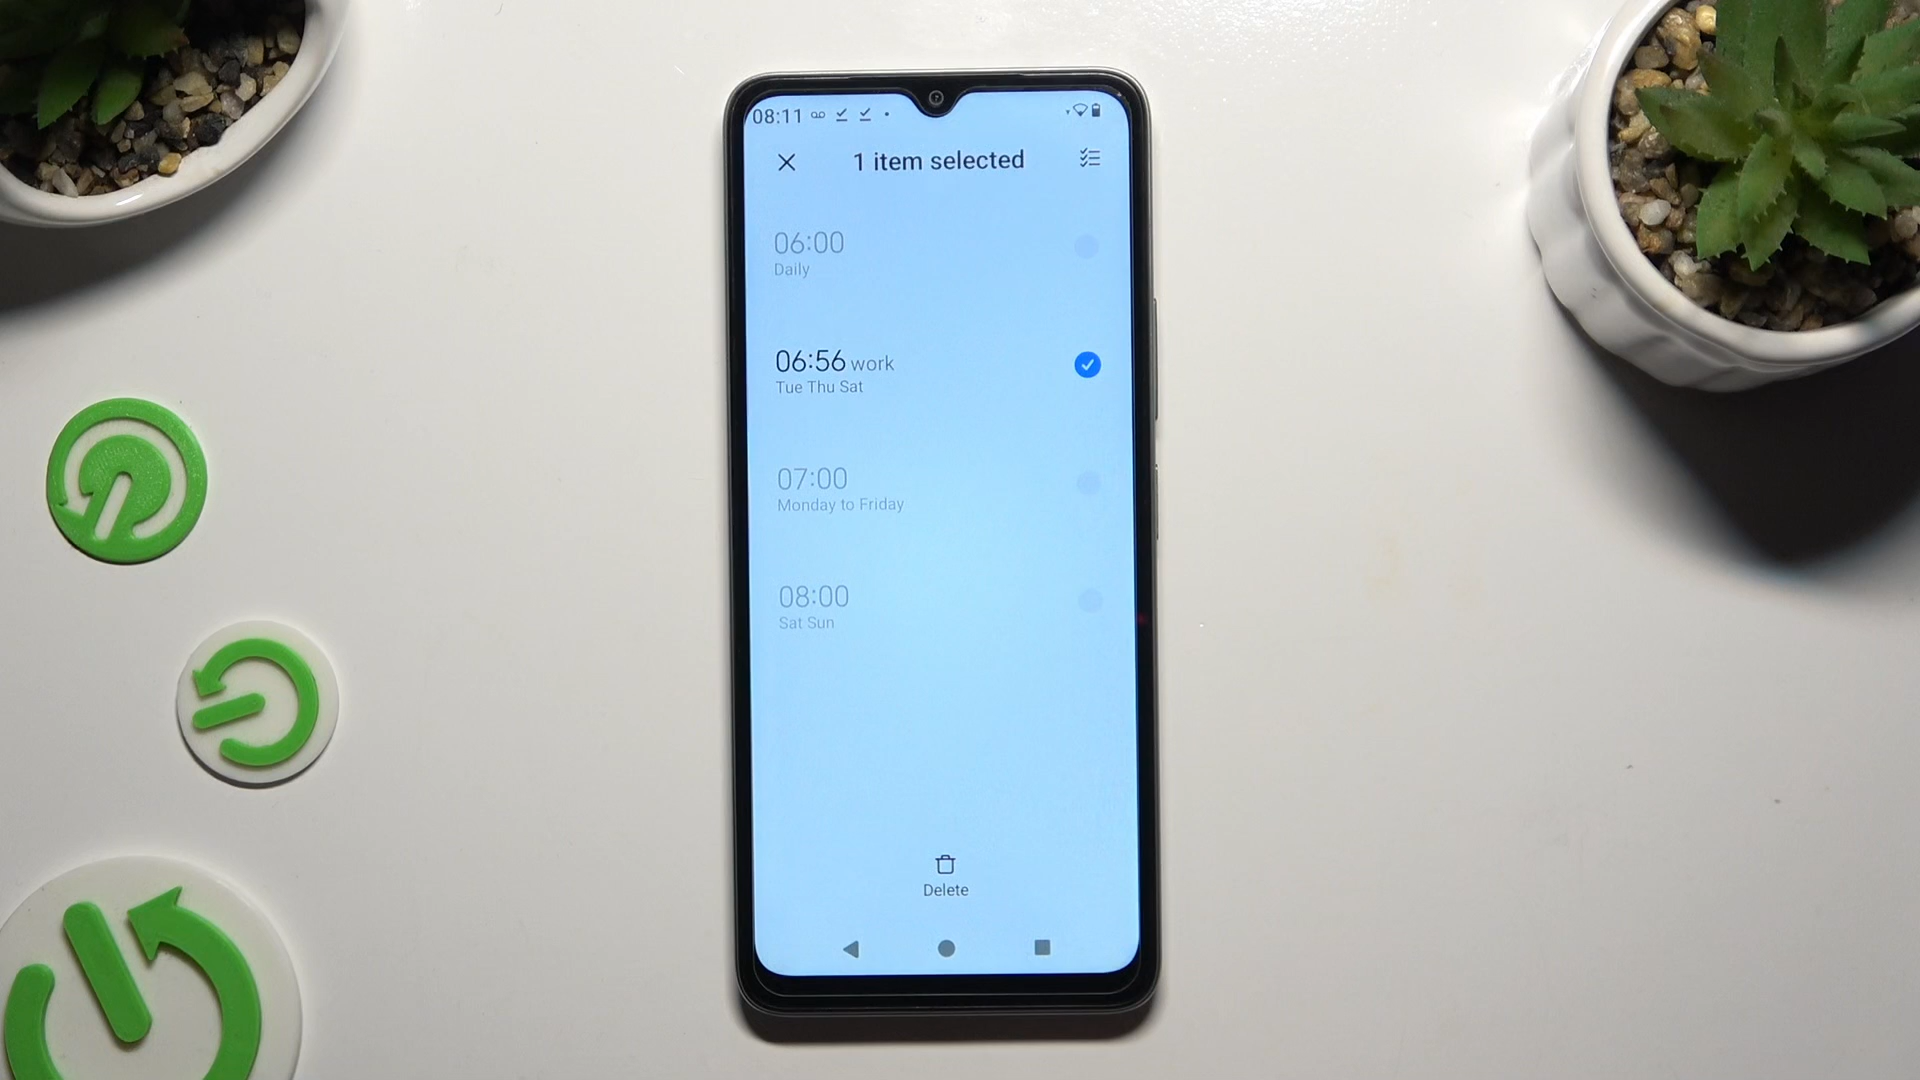 08:11
1 item selected
06:00
Daily
06:56 work
Tue Thu Sat
07:00
Monday to Friday
08:00
Sat Sun
Delete